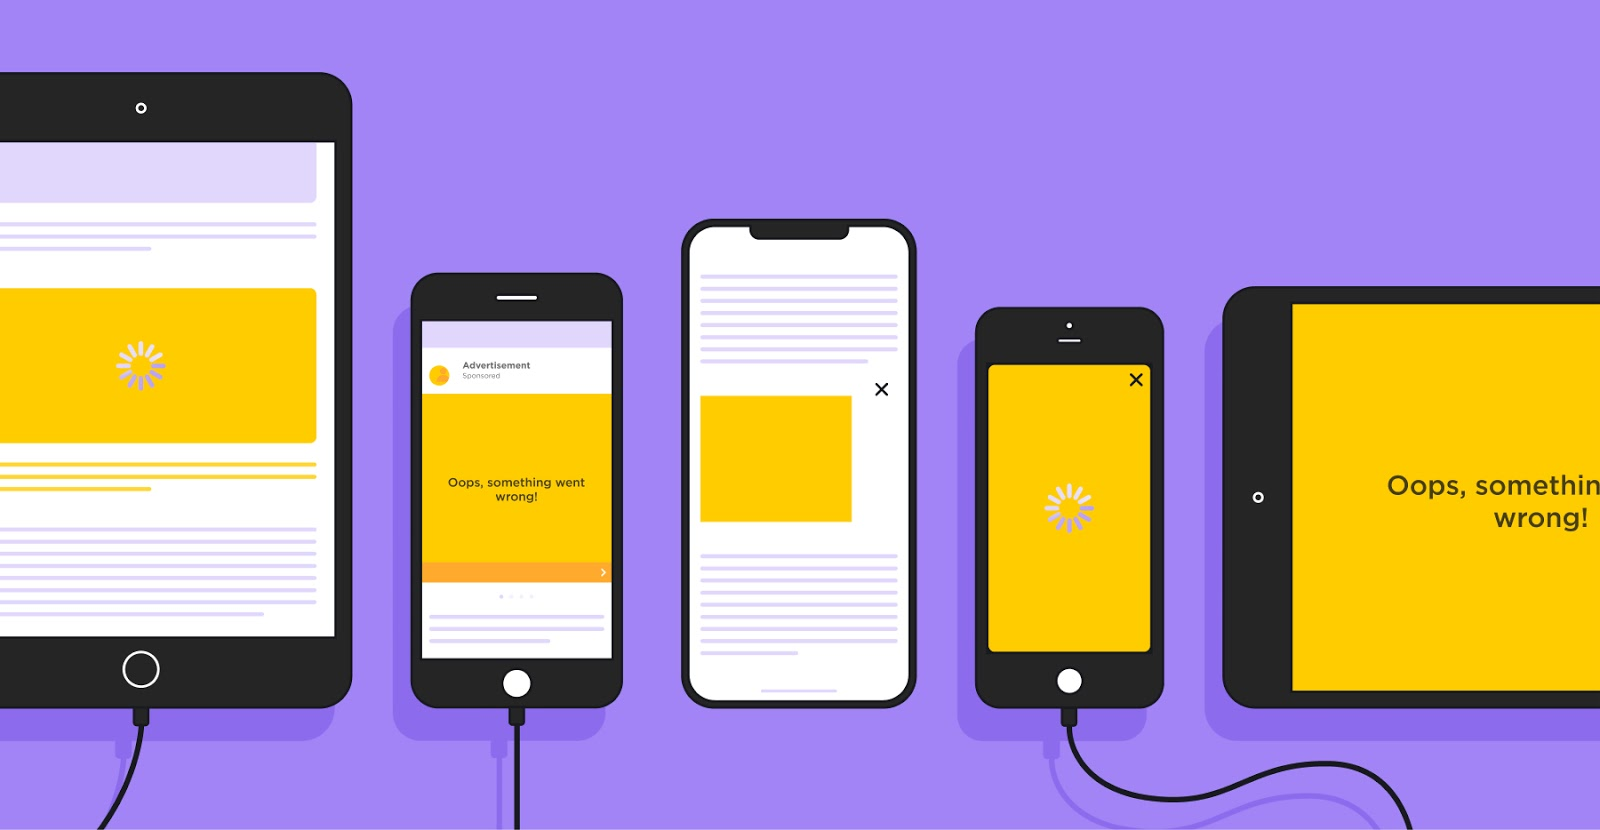 Advertisement
Sponsored
Oops, something went
wrong!
Oops, somethin
wrong!